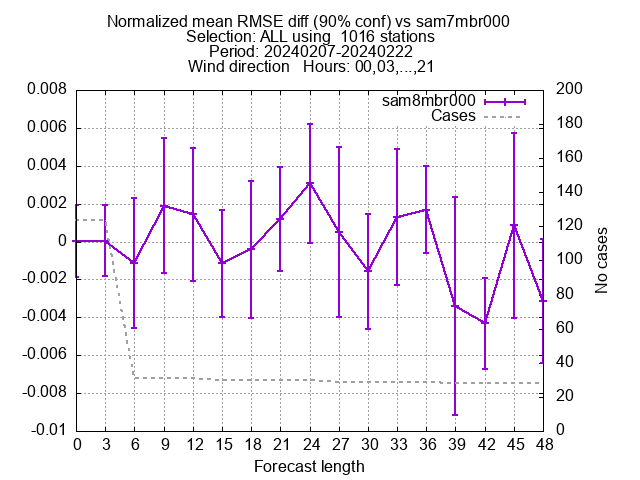 Normalized mean RMSE diff (90% conf) vs sam7mbr000
Selection: ALL using  1016 stations
Period: 20240207-20240222
Wind direction   Hours: 00,03,...,21
sam8mbr000
Cases
0.008
0.006
0.004
0.002
0
-0.002
-0.004
-0.006
-0.008
-0.01
200
180
160
140
120
100
80
60
40
20
0
No cases
0 3 6 9 12 15 18 21 24 27 30 33 36 39 42 45 48
Forecast length